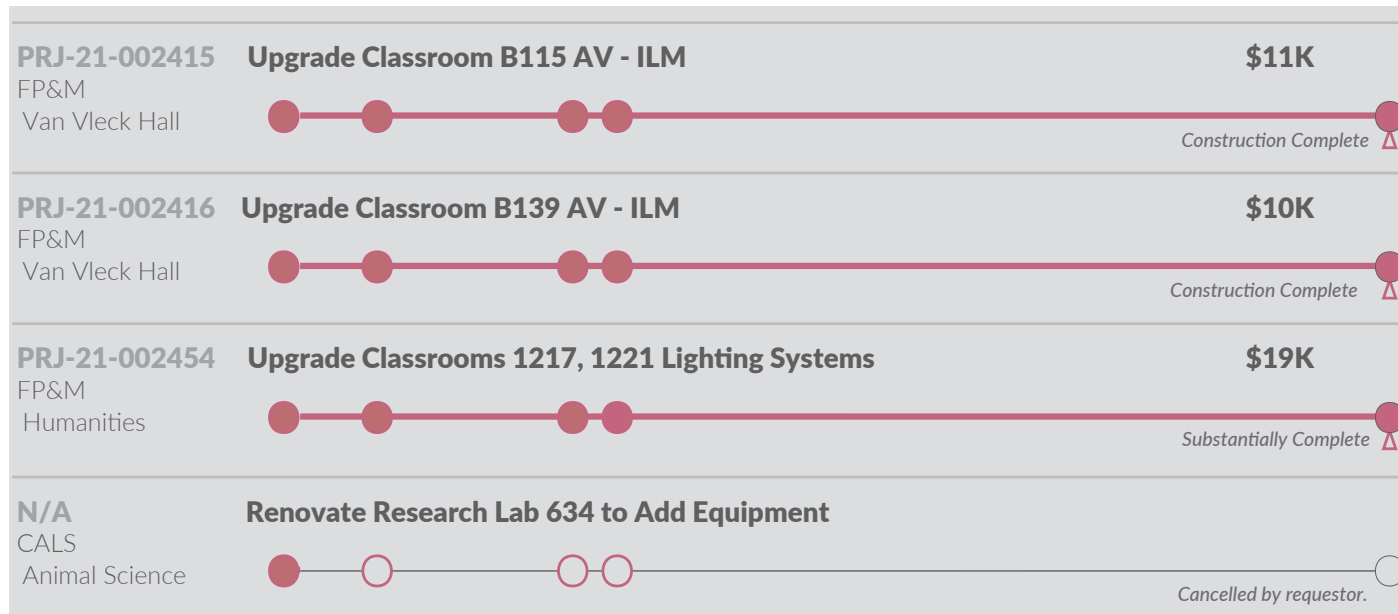 PRJ-21-002415 Upgrade Classroom B115 AV - ILM $11K
FP&M
Van Vleck Hall
Construction Complete
PRJ-21-002416 Upgrade Classroom B139 AV - ILM $10K
FP&M
Van Vleck Hall
Construction Complete
PRJ-21-002454 Upgrade Classrooms 1217, 1221 Lighting Systems $19K
FP&M
Humanities
Substantially Complete
N/A Renovate Research Lab 634 to Add Equipment
CALS
Animal Science
Cancelled by requestor.